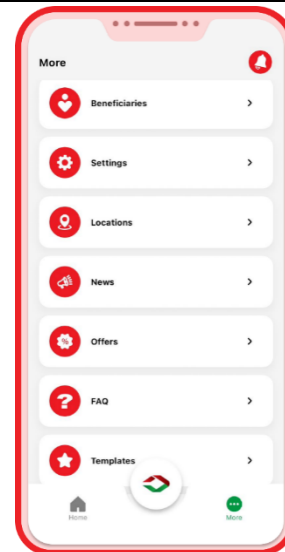 More
Beneficiaries
Settings
Locations
News
Offers
FAQ
Templates
Home
More